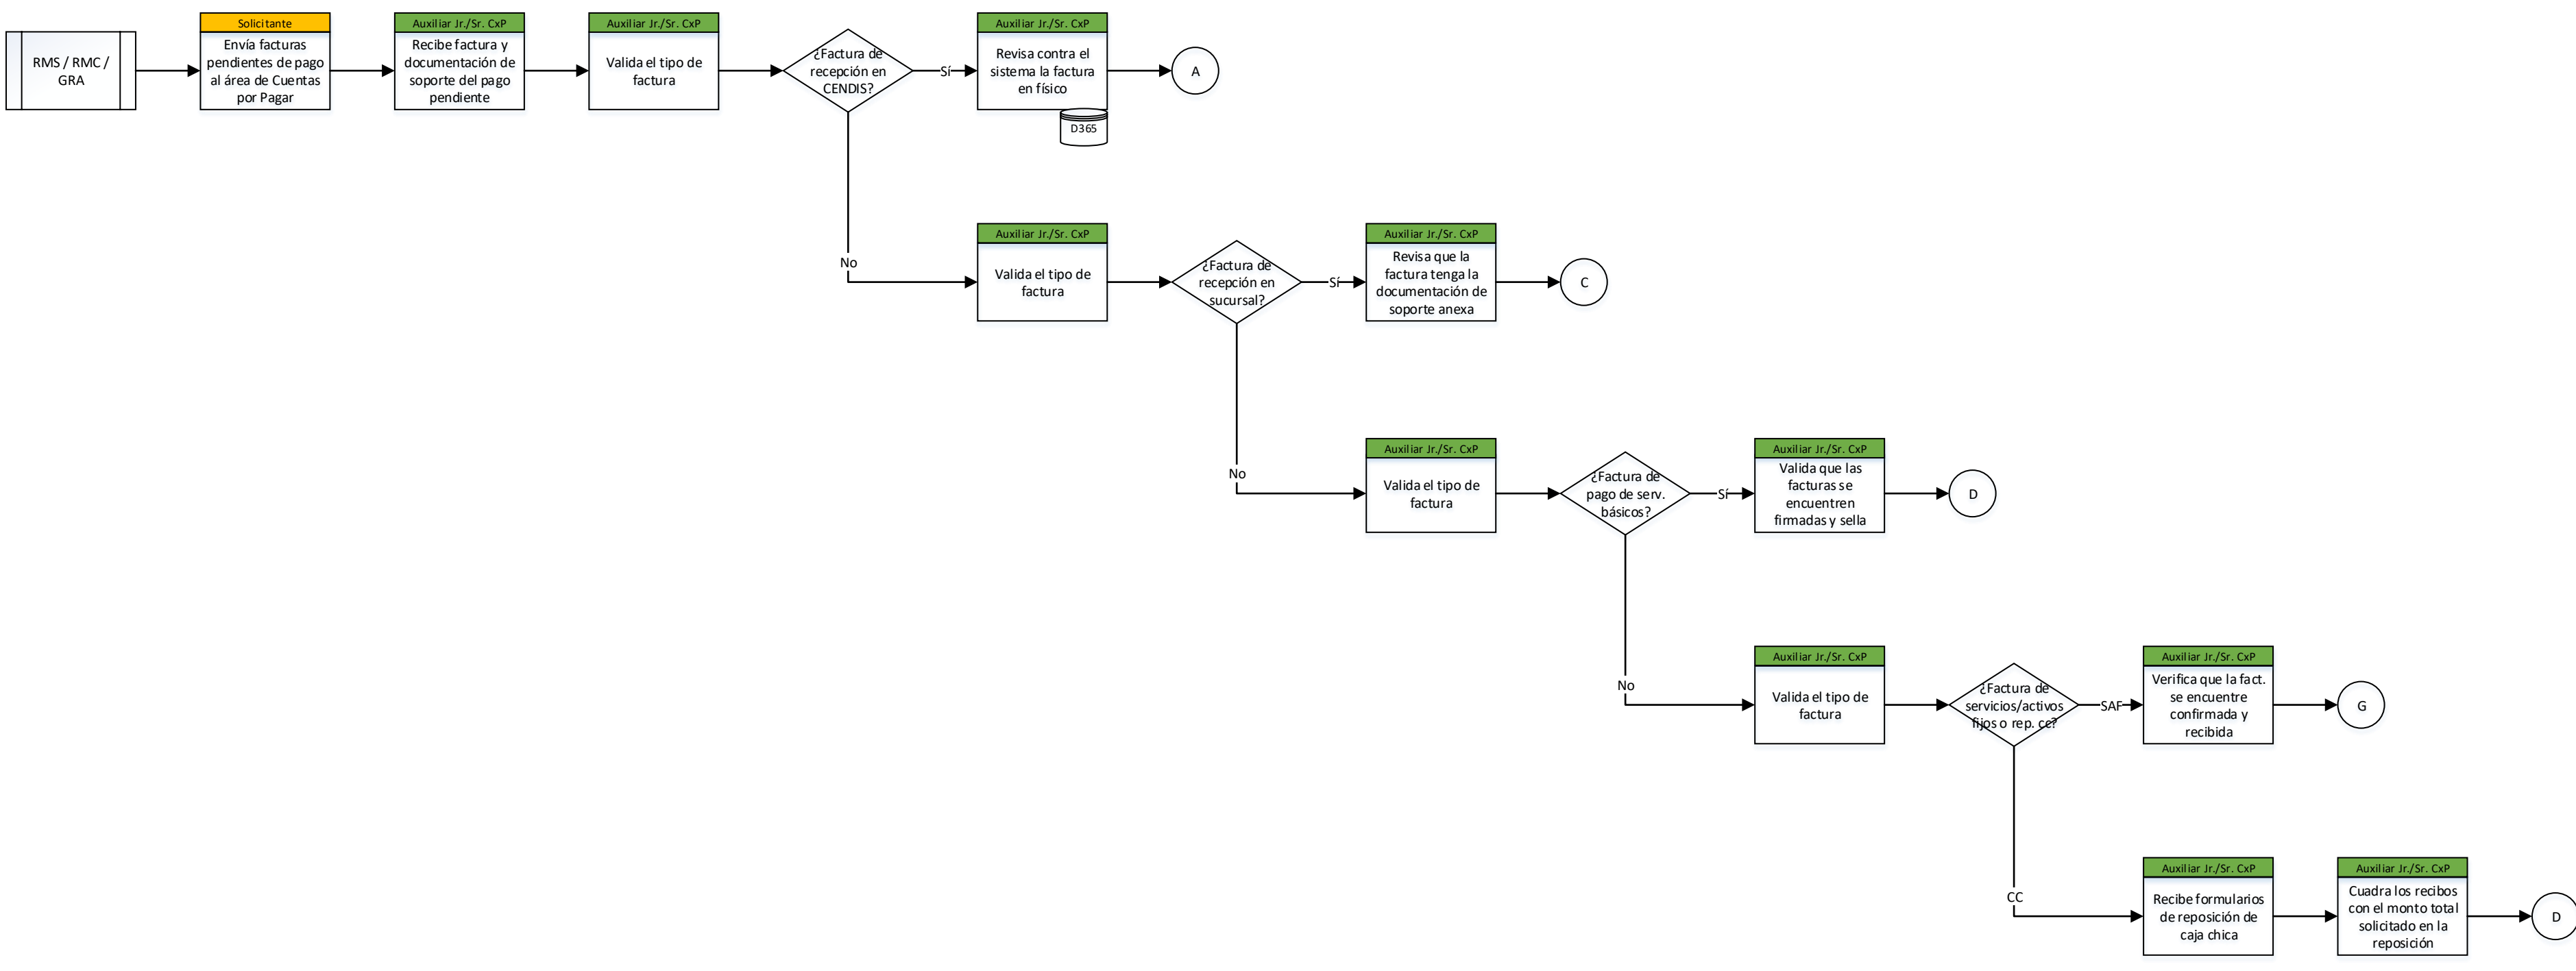 RMS / RMC /
GRA
Solicitante
Envía facturas
pendientes de pago
al área de Cuentas
por Pagar
Auxiliar Jr./Sr. CxP
Recibe factura y
documentación de
soporte del pago
pendiente
Auxiliar Jr./Sr. CxP
Valida el tipo de
factura
¿Factura de
recepción en
CENDIS?
Sí
Auxiliar Jr./Sr. CxP
Revisa contra el
sistema la factura
en físico
D365
A
No
Auxiliar Jr./Sr. CxP
Valida el tipo de
factura
¿Factura de
recepción en
sucursal?
Sí
Auxiliar Jr./Sr. CxP
Revisa que la
factura tenga la
documentación de
soporte anexa
C
No
Auxiliar Jr./Sr. CxP
Valida el tipo de
factura
¿Factura de
pago de serv.
básicos?
Sí
Auxiliar Jr./Sr. CxP
Valida que las
facturas se
encuentren
firmadas y sella
D
No
Auxiliar Jr./Sr. CxP
Valida el tipo de
factura
¿Factura de
servicios/activos
fijos o rep. cc?
SAF
Auxiliar Jr./Sr. CxP
Verifica que la fact.
se encuentre
confirmada y
recibida
G
CC
Auxiliar Jr./Sr. CxP
Recibe formularios
de reposición de
caja chica
Auxiliar Jr./Sr. CxP
Cuadra los recibos
con el monto total
solicitado en la
reposición
D